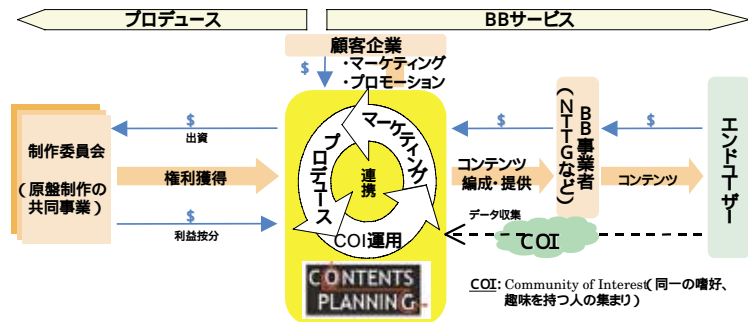 プロデュース
BBサービス
顧客企業
・マーケティング
・プロモーション
$
制作委員会
(原盤制作の
共同事業)
$
出資
権利獲得
$
利益按分
マーケティング
プロデュース
連携
COI運用
CONTENTS
PLANNING
$
コンテンツ
編成・提供
BB事業者
(NTTGなど)
$
コンテンツ
エンドユーザー
データ収集
COI
COI: Community of Interest(同一の嗜好、
趣味を持つ人の集まり)